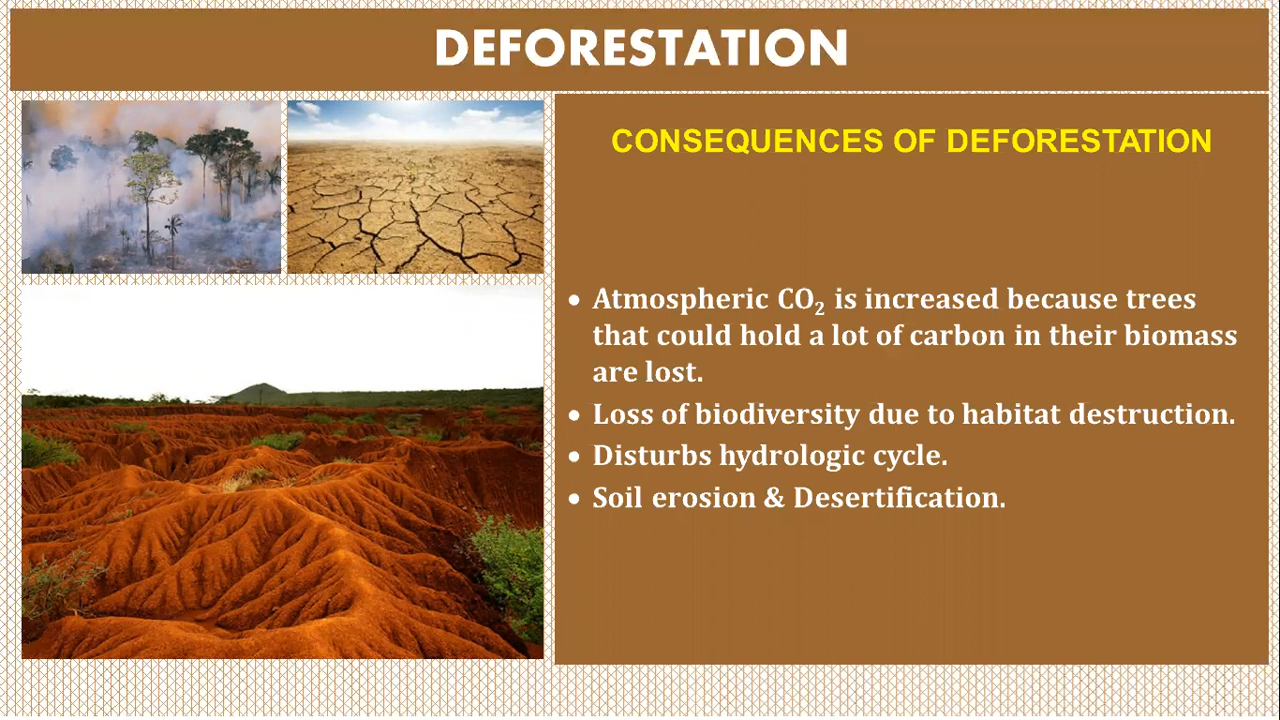 DEFORESTATION
CONSEQUENCES OF DEFORESTATION
• Atmospheric CO₂ is increased because trees
that could hold a lot of carbon in their biomass
are lost.
• Loss of biodiversity due to habitat destruction.
• Disturbs hydrologic cycle.
• Soil erosion & Desertification.